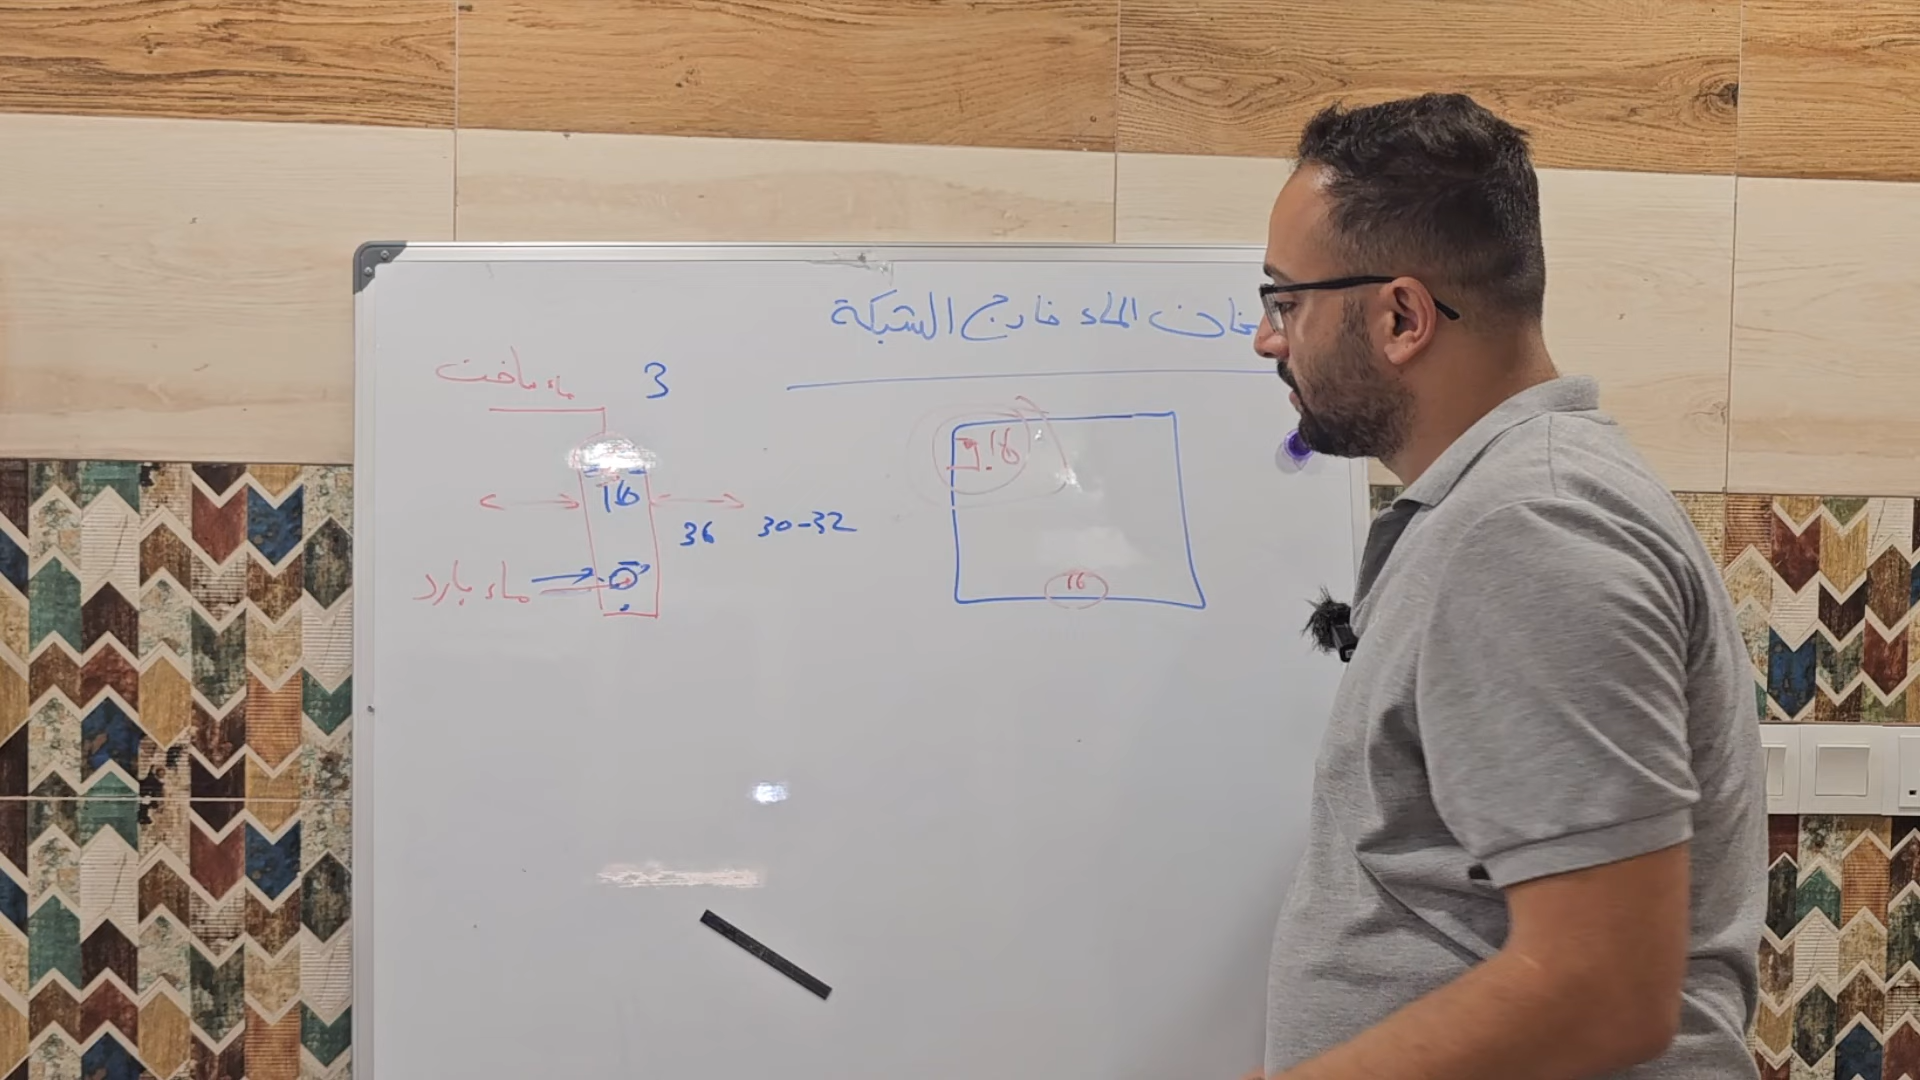 سخان الماء خارج الشبكة
3
ماء ساخن
16
36
30-32
ماء بارد
16
16